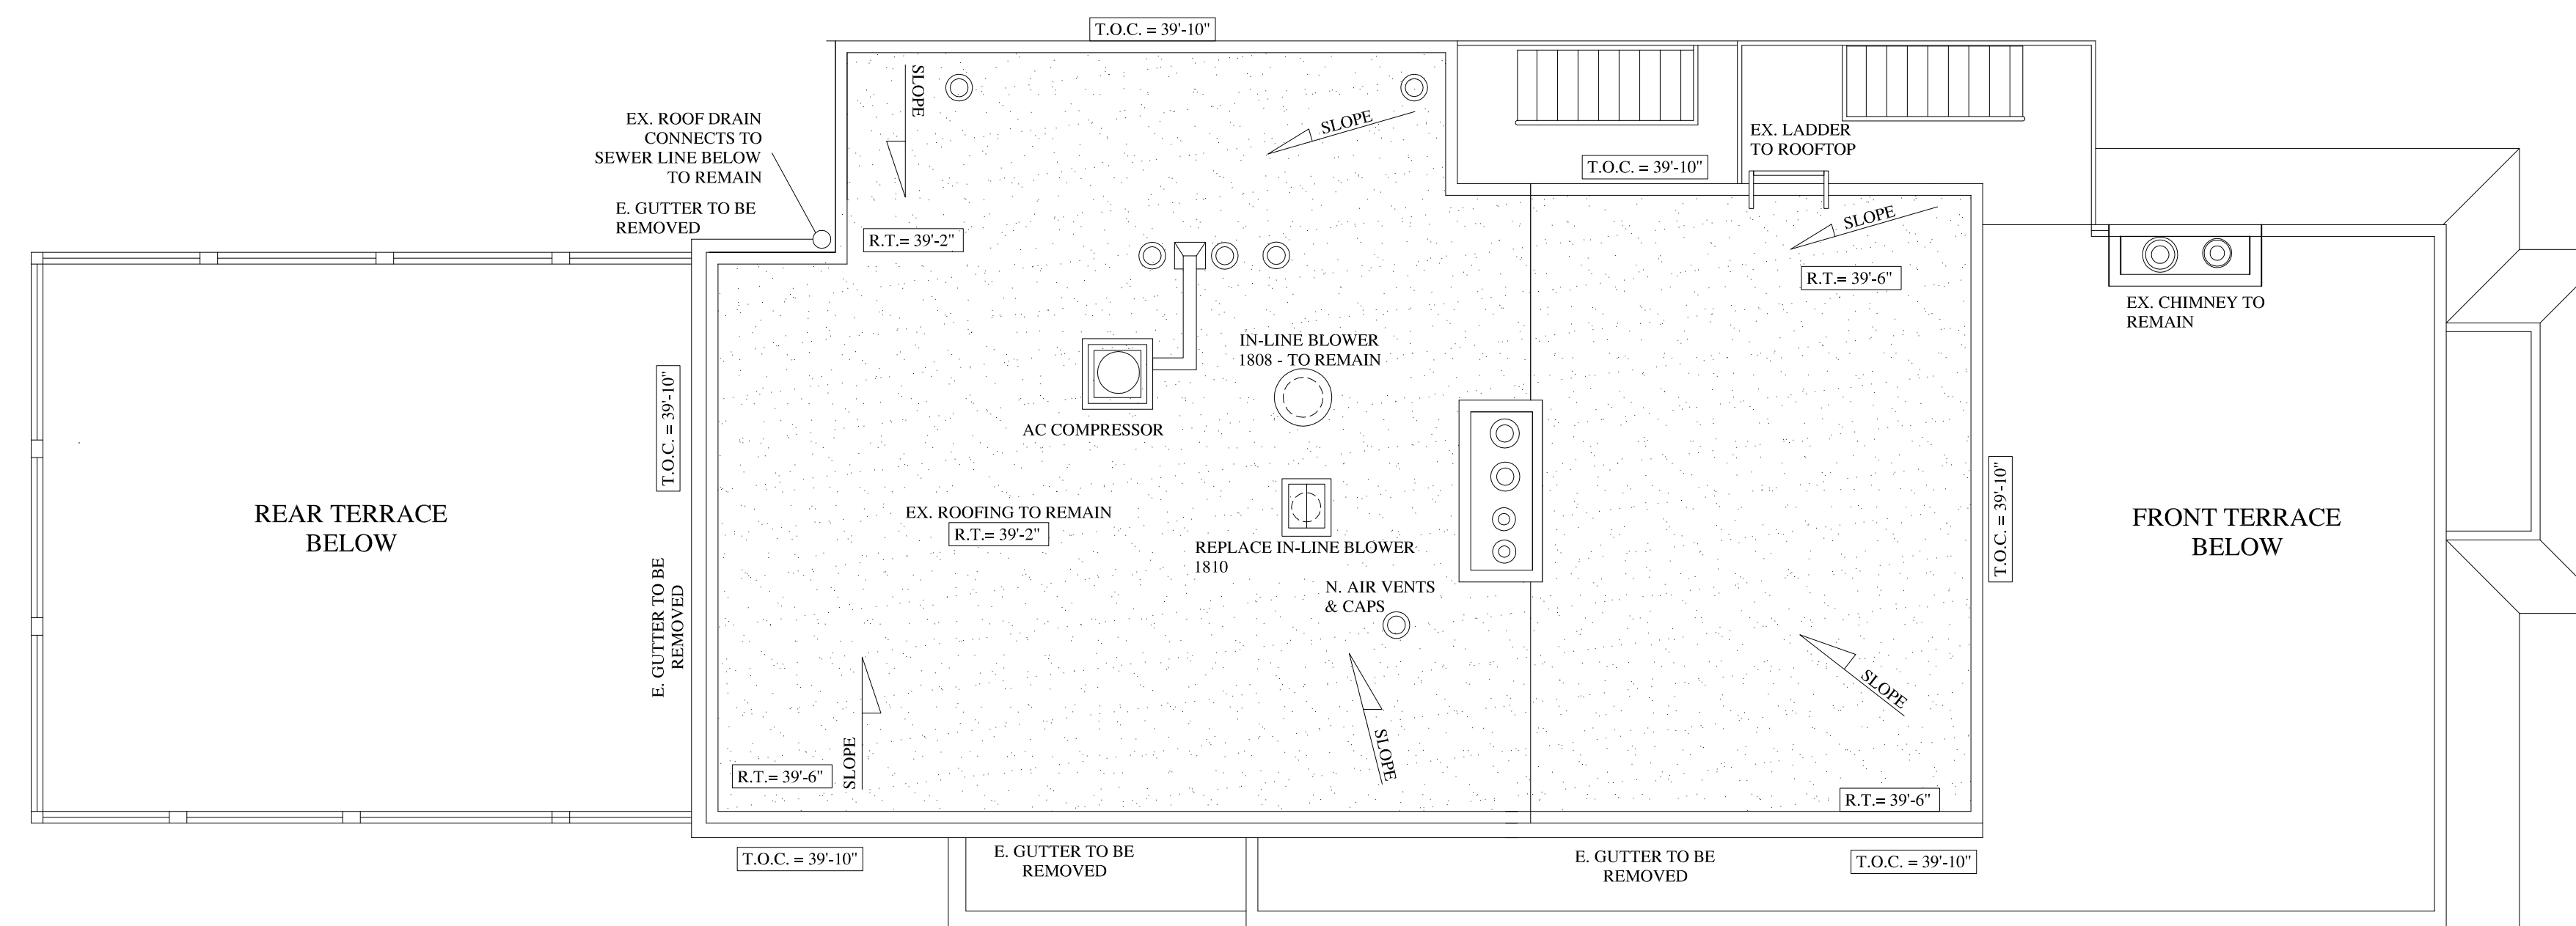 T.O.C. = 39'-10"
SLOPE
EX. ROOF DRAIN
CONNECTS TO
SEWER LINE BELOW
TO REMAIN
SLOPE
EX. LADDER
TO ROOFTOP
T.O.C. = 39'-10"
E. GUTTER TO BE
REMOVED
R.T.= 39'-2"
SLOPE
R.T.= 39'-6"
EX. CHIMNEY TO
REMAIN
IN-LINE BLOWER
1808 - TO REMAIN
T.O.C. = 39'-10"
AC COMPRESSOR
REAR TERRACE
BELOW
EX. ROOFING TO REMAIN
R.T.= 39'-2"
REPLACE IN-LINE BLOWER
1810
T.O.C. = 39'-10"
FRONT TERRACE
BELOW
N. AIR VENTS
& CAPS
E. GUTTER TO BE
REMOVED
SLOPE
SLOPE
SLOPE
R.T.= 39'-6"
R.T.= 39'-6"
T.O.C. = 39'-10"
E. GUTTER TO BE
REMOVED
E. GUTTER TO BE
REMOVED
T.O.C. = 39'-10"